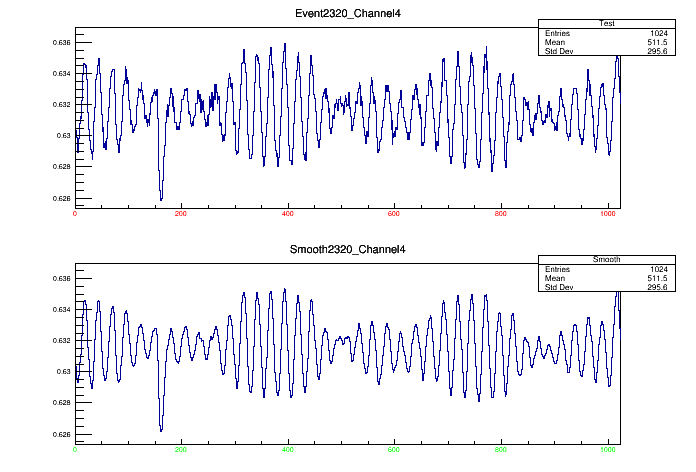 Event2320_Channel4
Test
Entries 1024
Mean 511.5
Std Dev 295.6
0.636
0.634
0.632
0.63
0.628
0.626
0 200 400 600 800 1000
Smooth2320_Channel4
Smooth
Entries 1024
Mean 511.5
Std Dev 295.6
0.636
0.634
0.632
0.63
0.628
0.626
0 200 400 600 800 1000